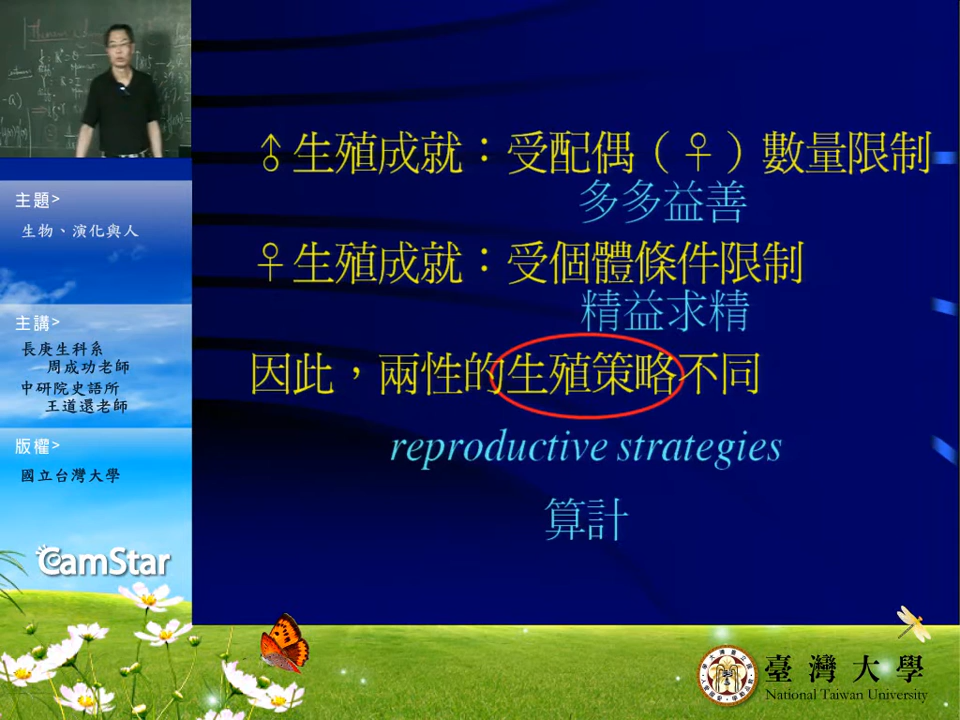 主題>
生物、演化與人
主講>
長庚生科系
周成功老師
中研院史語所
王道還老師
版權>
國立台灣大學
CamStar
♂生殖成就：受配偶（♀）數量限制
多多益善
♀生殖成就：受個體條件限制
精益求精
因此，兩性的生殖策略不同
reproductive strategies
算計
臺灣大學
National Taiwan University